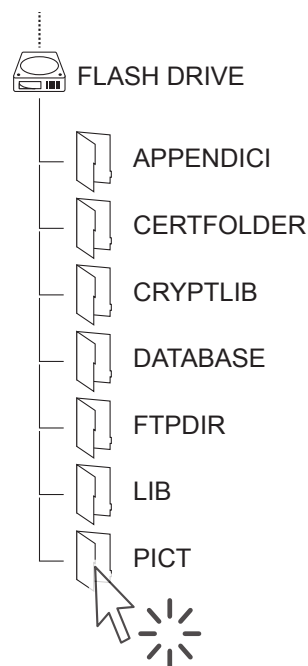 FLASH DRIVE
APPENDICI
CERTFOLDER
CRYPTLIB
DATABASE
FTPDIR
LIB
PICT